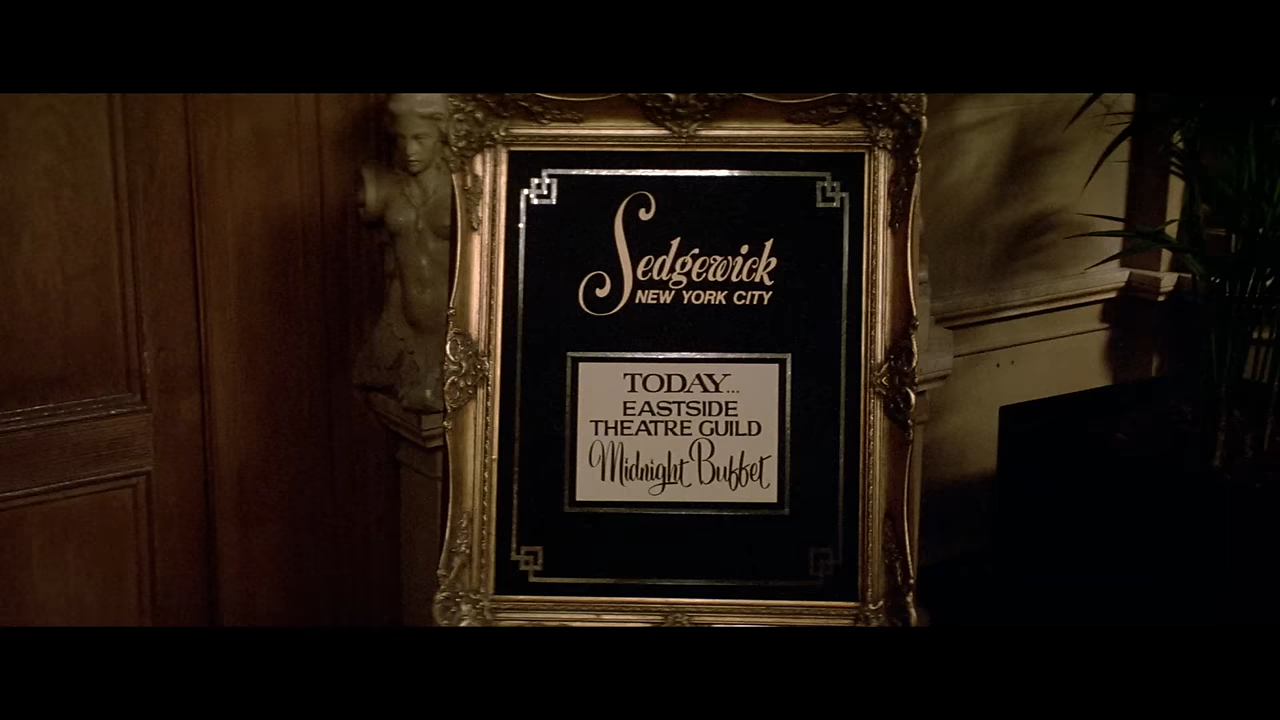 Sedgewick
NEW YORK CITY
TODAY...
EASTSIDE
THEATRE GUILD
Midnight Buffet